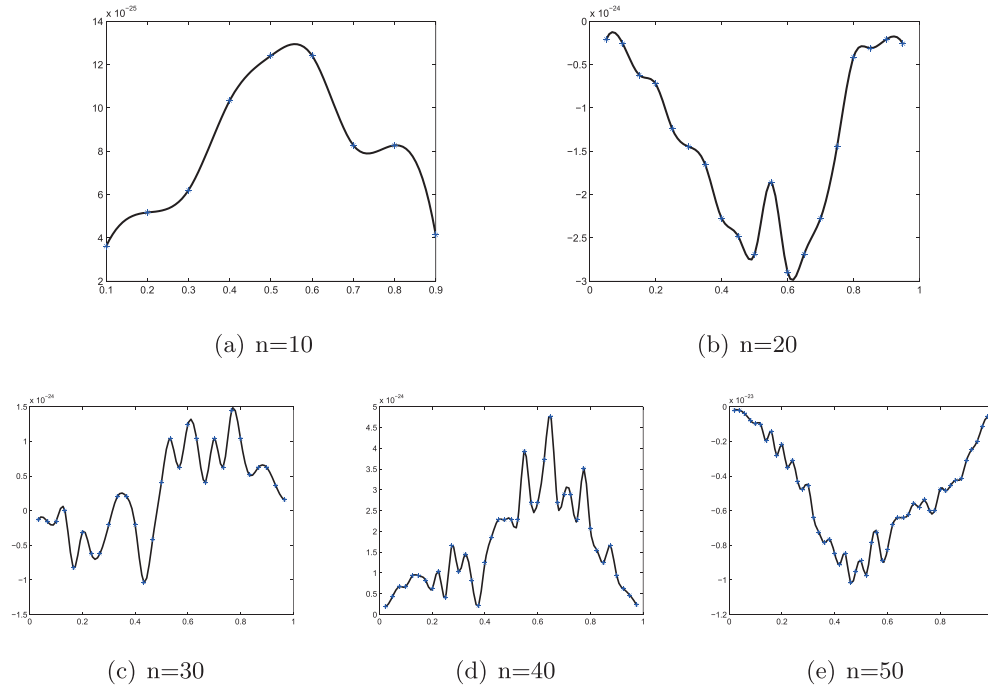 x 10⁻²⁵
14
12
10
8
6
4
2
0.1 0.2 0.3 0.4 0.5 0.6 0.7 0.8 0.9
(a) n=10
x 10⁻²⁴
0
−0.5
−1
−1.5
−2
−2.5
−3
0 0.2 0.4 0.6 0.8 1
(b) n=20
x 10⁻²⁴
1.5
1
0.5
0
−0.5
−1
−1.5
0 0.2 0.4 0.6 0.8 1
(c) n=30
x 10⁻²⁴
5
4.5
4
3.5
3
2.5
2
1.5
1
0.5
0
0 0.2 0.4 0.6 0.8 1
(d) n=40
x 10⁻²³
0
−0.2
−0.4
−0.6
−0.8
−1
−1.2
0 0.2 0.4 0.6 0.8
(e) n=50